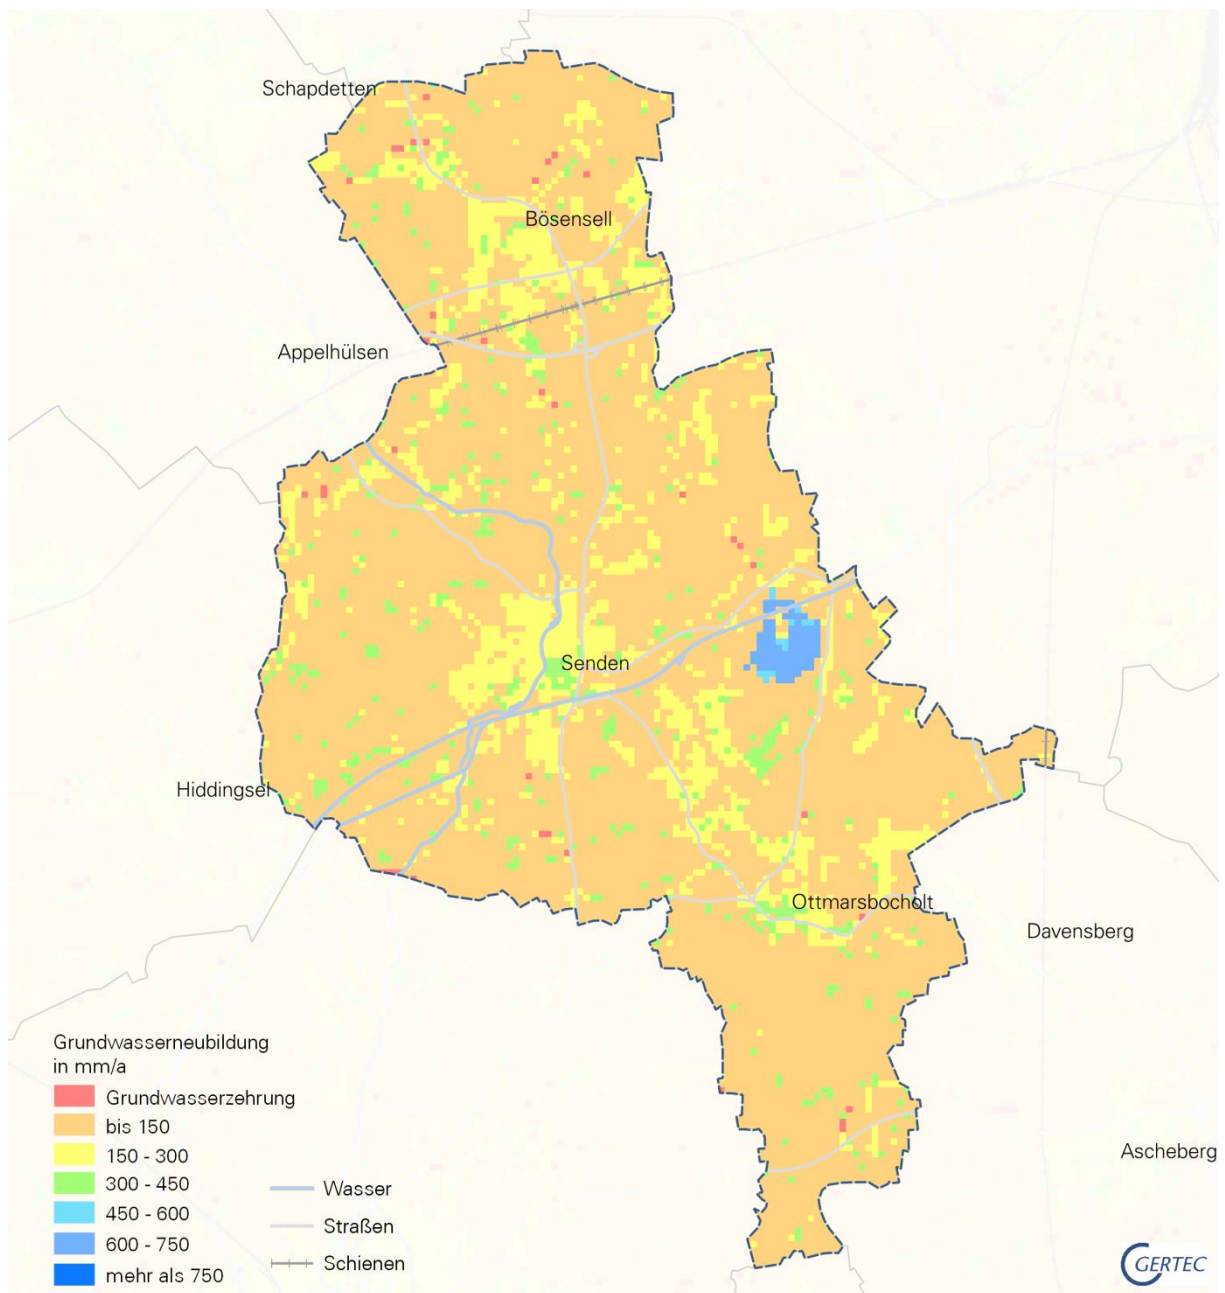 Schapdetten
Bösensell
Appelhülsen
Senden
Hiddingsel
Ottmarsbocholt
Davensberg
Ascheberg
Grundwasserneubildung
in mm/a
Grundwasserzehrung
bis 150
150 - 300
300 - 450
450 - 600
600 - 750
mehr als 750
Wasser
Straßen
Schienen
GERTEC